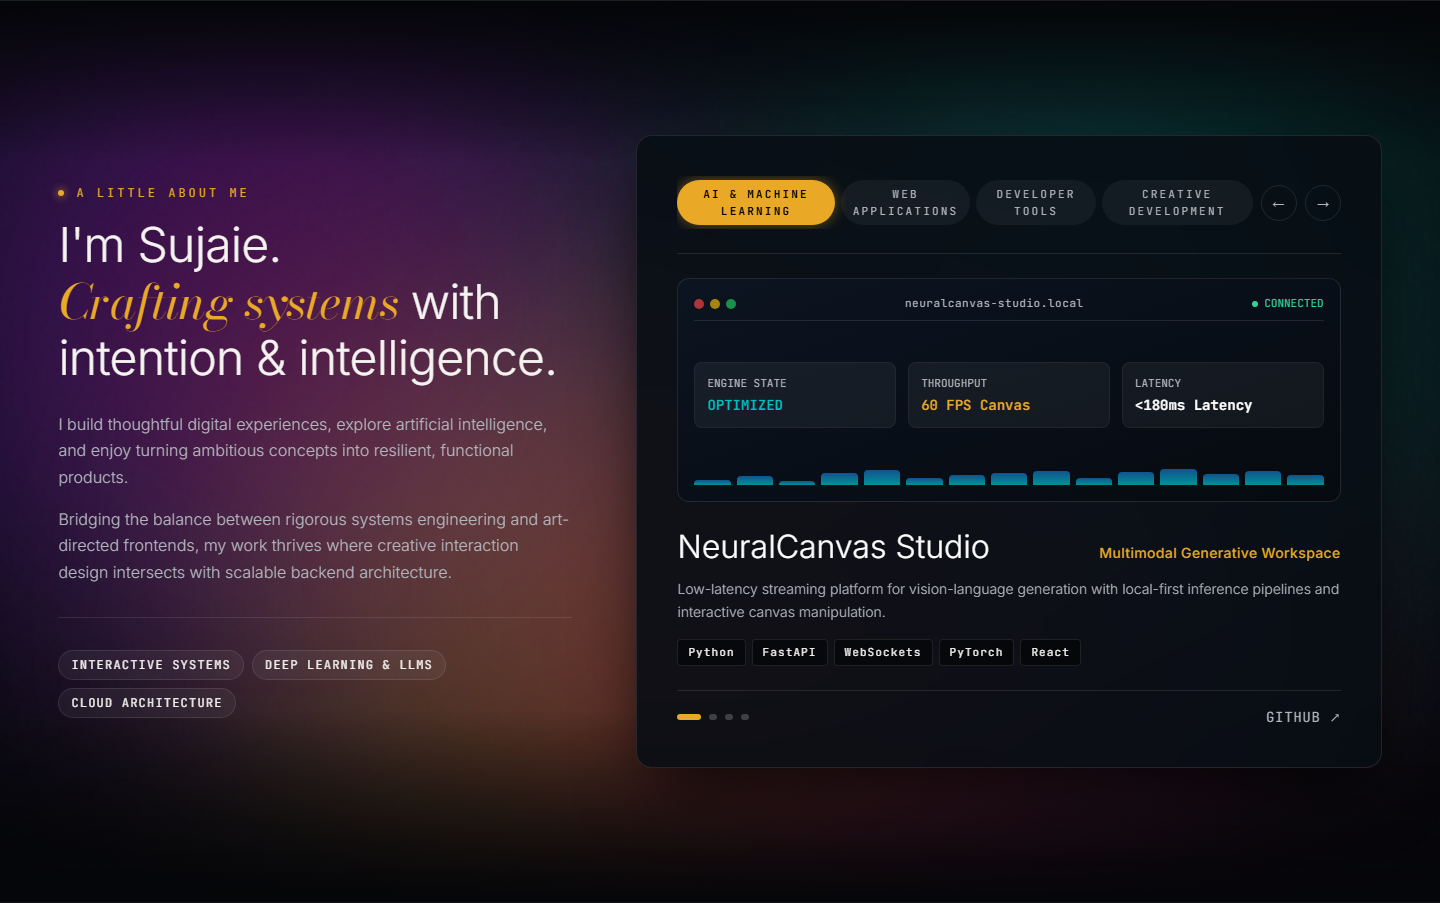 A LITTLE ABOUT ME
I'm Sujaie.
Crafting systems with
intention & intelligence.
I build thoughtful digital experiences, explore artificial intelligence,
and enjoy turning ambitious concepts into resilient, functional
products.
Bridging the balance between rigorous systems engineering and art-
directed frontends, my work thrives where creative interaction
design intersects with scalable backend architecture.
INTERACTIVE SYSTEMS
DEEP LEARNING & LLMS
CLOUD ARCHITECTURE
AI & MACHINE
LEARNING
WEB
APPLICATIONS
DEVELOPER
TOOLS
CREATIVE
DEVELOPMENT
← →
neuralcanvas-studio.local
CONNECTED
ENGINE STATE
OPTIMIZED
THROUGHPUT
60 FPS Canvas
LATENCY
<180ms Latency
NeuralCanvas Studio
Multimodal Generative Workspace
Low-latency streaming platform for vision-language generation with local-first inference pipelines and
interactive canvas manipulation.
Python
FastAPI
WebSockets
PyTorch
React
GITHUB ↗